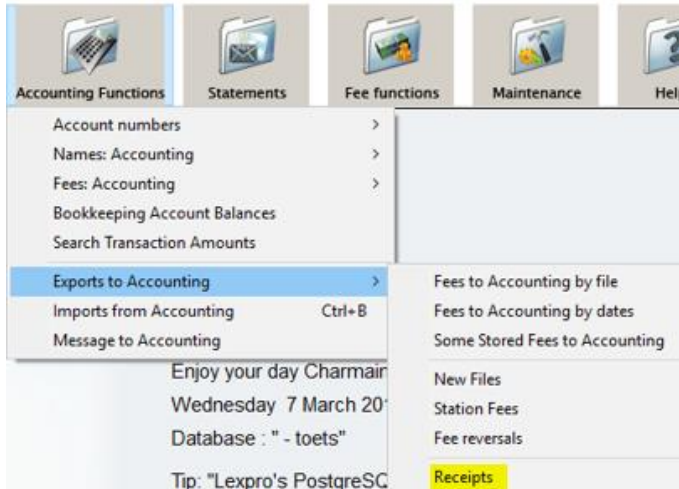 Accounting Functions Statements Fee functions Maintenance
Account numbers
Names: Accounting
Fees: Accounting
Bookkeeping Account Balances
Search Transaction Amounts
Exports to Accounting
Imports from Accounting Ctrl+B
Message to Accounting
Fees to Accounting by file
Fees to Accounting by dates
Some Stored Fees to Accounting
New Files
Station Fees
Fee reversals
Receipts
Enjoy your day
Wednesday 7 March
Database : " - toets"
Tip: "Lexpro's